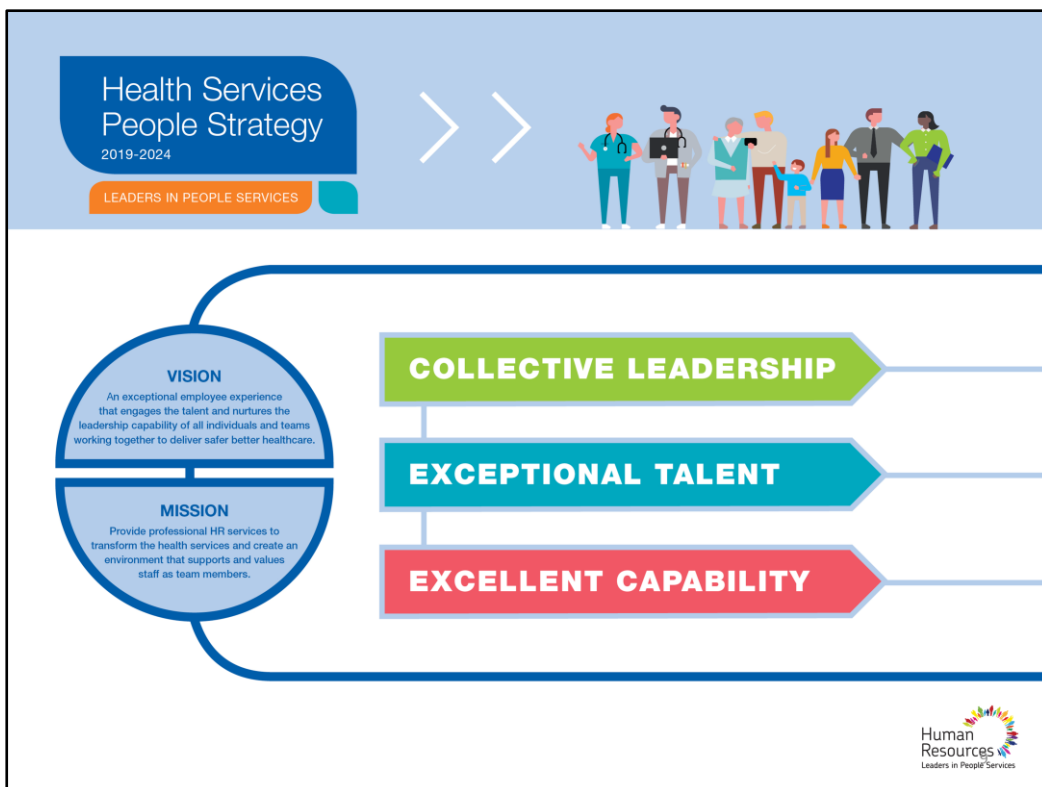 Health Services
People Strategy
2019-2024
LEADERS IN PEOPLE SERVICES
VISION
An exceptional employee experience
that engages the talent and nurtures the
leadership capability of all individuals and teams
working together to deliver safer better healthcare.
MISSION
Provide professional HR services to
transform the health services and create an
environment that supports and values
staff as team members.
COLLECTIVE LEADERSHIP
EXCEPTIONAL TALENT
EXCELLENT CAPABILITY
Human
Resources
Leaders in People Services